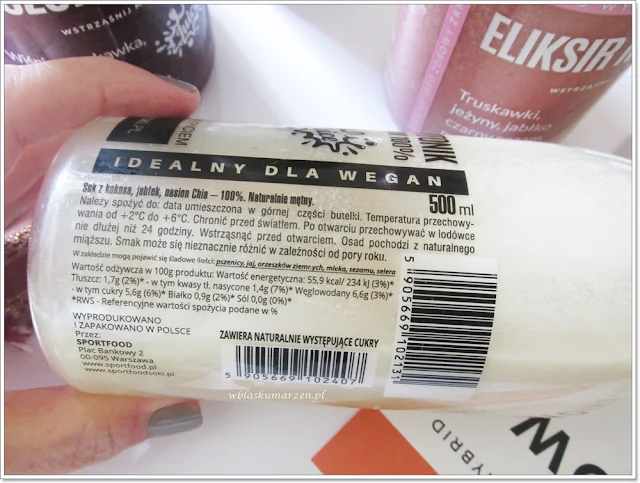 WSTRZĄŚNIJ
ELIKSIR
WSTRZĄŚNIJ
Truskawki,
jeżyny, jabłko
100%
IDEALNY DLA WEGAN
Sok z kokosa, jabłek, nasion Chia – 100%. Naturalnie mętny.
500 ml
Należy spożyć do: data umieszczona w górnej części butelki. Temperatura przechowy-
wania od +2°C do +6°C. Chronić przed światłem. Po otwarciu przechowywać w lodówce
nie dłużej niż 24 godziny. Wstrząsnąć przed otwarciem. Osad pochodzi z naturalnego
miąższu. Smak może się nieznacznie różnić w zależności od pory roku.
W zakładzie mogą pojawić się śladowe ilości: pszenicy, jaj, orzeszków ziemnych, mleka, sezamu, selera
Wartość odżywcza w 100g produktu: Wartość energetyczna: 55,9 kcal/ 234 kJ (3%)*
Tłuszcz: 1,7g (2%)* - w tym kwasy tł. nasycone 1,4g (7%)* Węglowodany 6,6g (3%)*
- w tym cukry 5,6g (6%)* Białko 0,9g (2%)* Sól 0,0g (0%)*
*RWS - Referencyjne wartości spożycia podane w %
WYPRODUKOWANO
I ZAPAKOWANO W POLSCE
Przez:
SPORTFOOD
Plac Bankowy 2
00-095 Warszawa
www.sportfood.pl
www.sportfoodsoki.pl
ZAWIERA NATURALNIE WYSTĘPUJĄCE CUKRY
5 905669 102407
5 905669 102131
wblaskumarzen.pl
HYBRID
OW